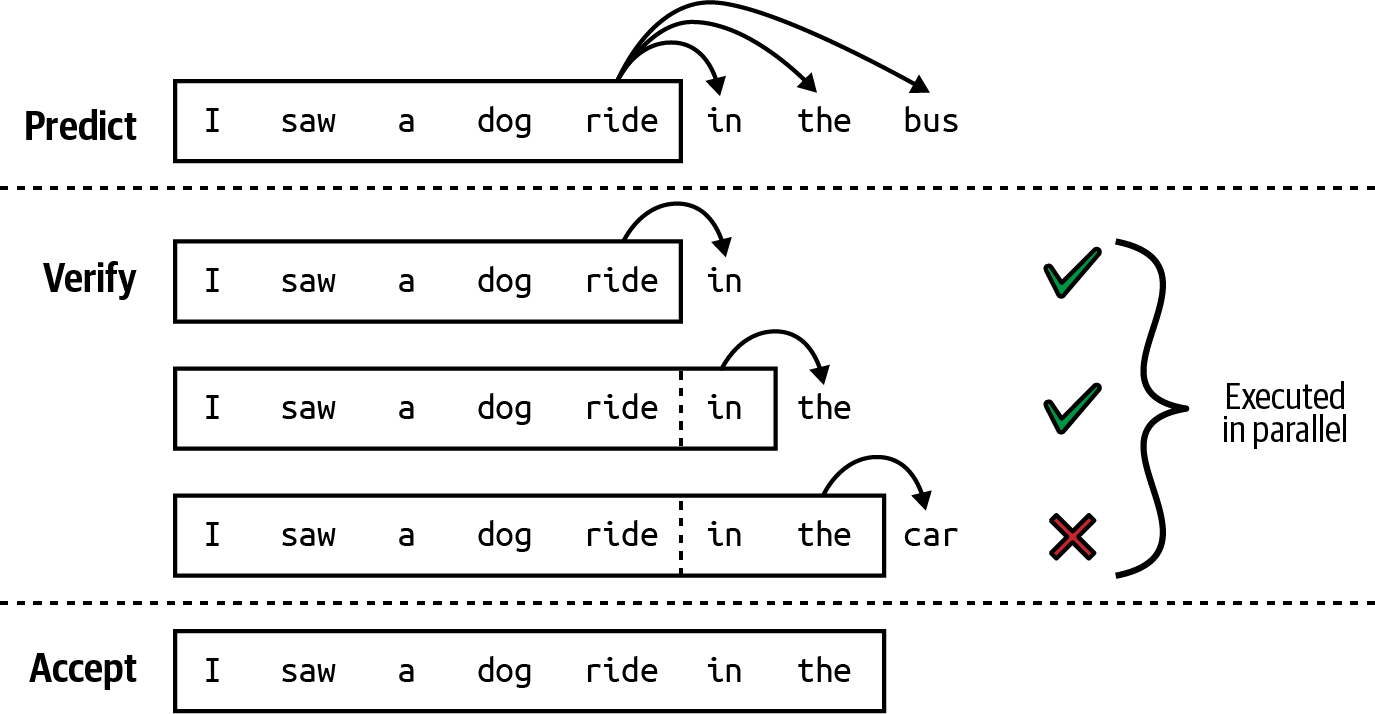 Predict I saw a dog ride in the bus
Verify I saw a dog ride in
I saw a dog ride in the
I saw a dog ride in the car
Executed
in parallel
Accept I saw a dog ride in the